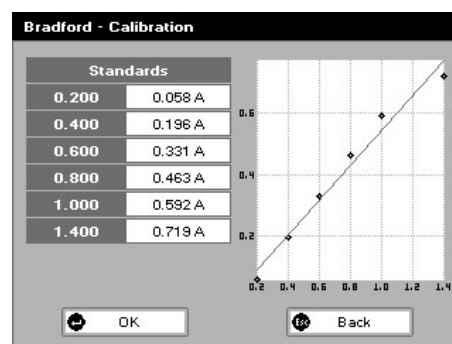 Bradford - Calibration
Standards
0.200 0.058 A
0.400 0.196 A
0.600 0.331 A
0.800 0.463 A
1.000 0.592 A
1.400 0.719 A
0.6
0.4
0.2
0.2 0.4 0.6 0.8 1.0 1.2 1.4
OK
Esc Back